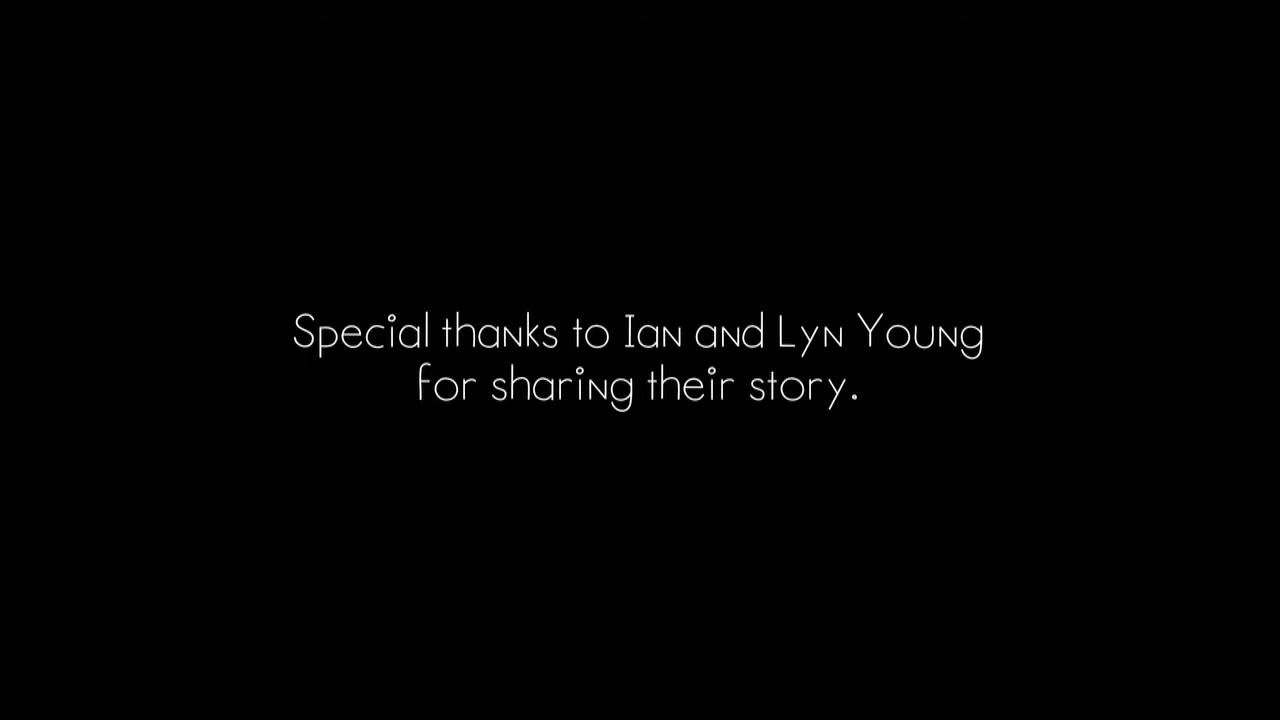 Special thanks to Ian and Lyn Young
for sharing their story.